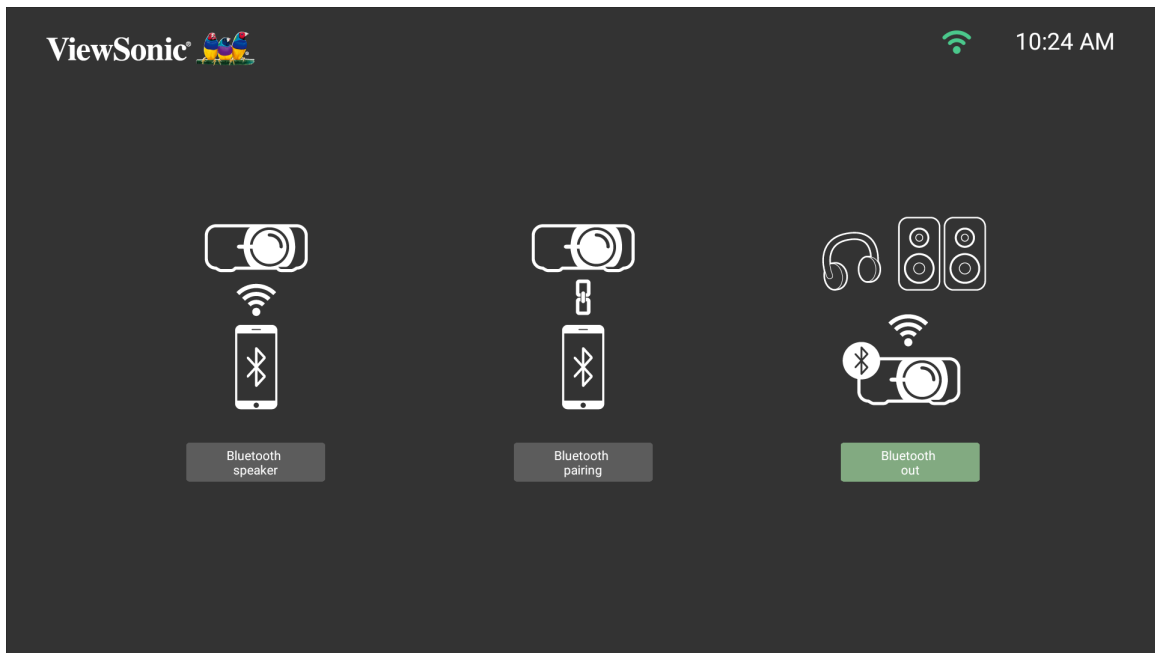 ViewSonic®
10:24 AM
Bluetooth
speaker
Bluetooth
pairing
Bluetooth
out